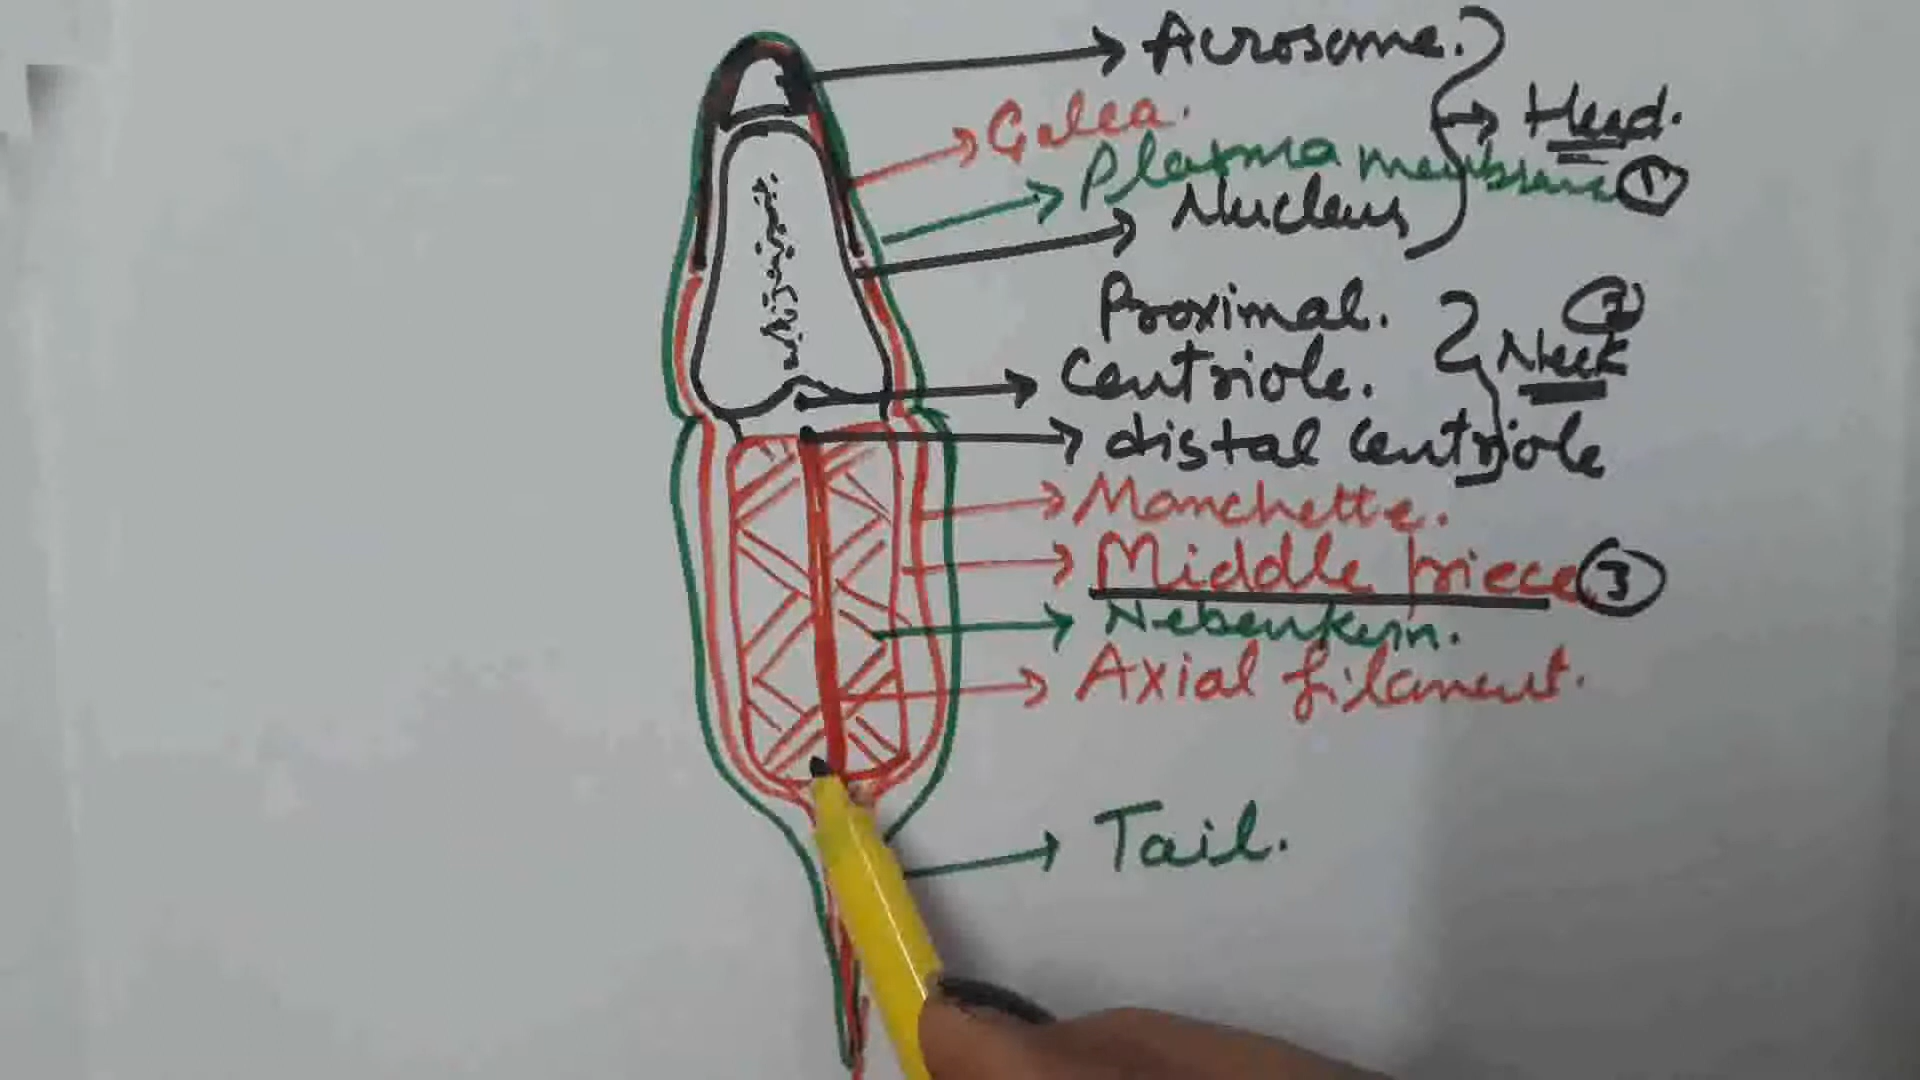 Acrosome.
Head.
Galea.
Plasma membrane
1
Nucleus
Proximal.
Centriole.
2
Neck
distal centriole
Manchette.
Middle piece
3
Nebenkern.
Axial filament.
Tail.